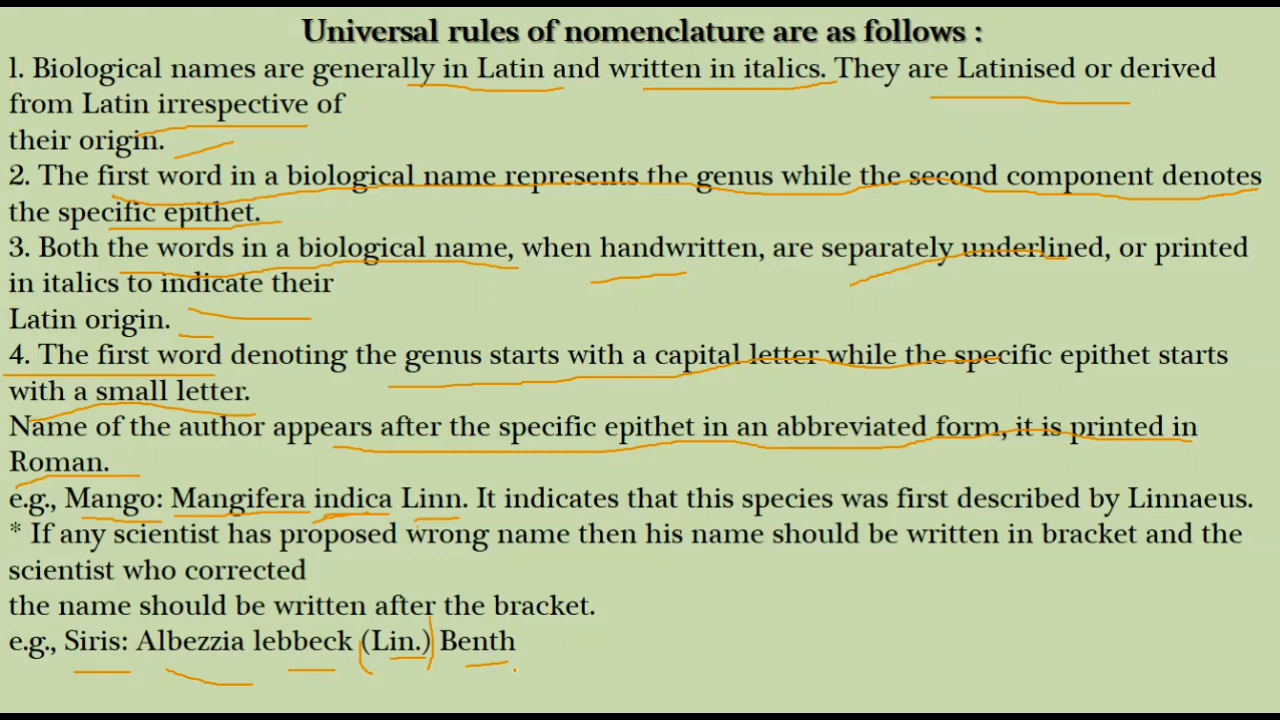 Universal rules of nomenclature are as follows :
l. Biological names are generally in Latin and written in italics. They are Latinised or derived
from Latin irrespective of
their origin.
2. The first word in a biological name represents the genus while the second component denotes
the specific epithet.
3. Both the words in a biological name, when handwritten, are separately underlined, or printed
in italics to indicate their
Latin origin.
4. The first word denoting the genus starts with a capital letter while the specific epithet starts
with a small letter.
Name of the author appears after the specific epithet in an abbreviated form, it is printed in
Roman.
e.g., Mango: Mangifera indica Linn. It indicates that this species was first described by Linnaeus.
* If any scientist has proposed wrong name then his name should be written in bracket and the
scientist who corrected
the name should be written after the bracket.
e.g., Siris: Albezzia lebbeck (Lin.) Benth